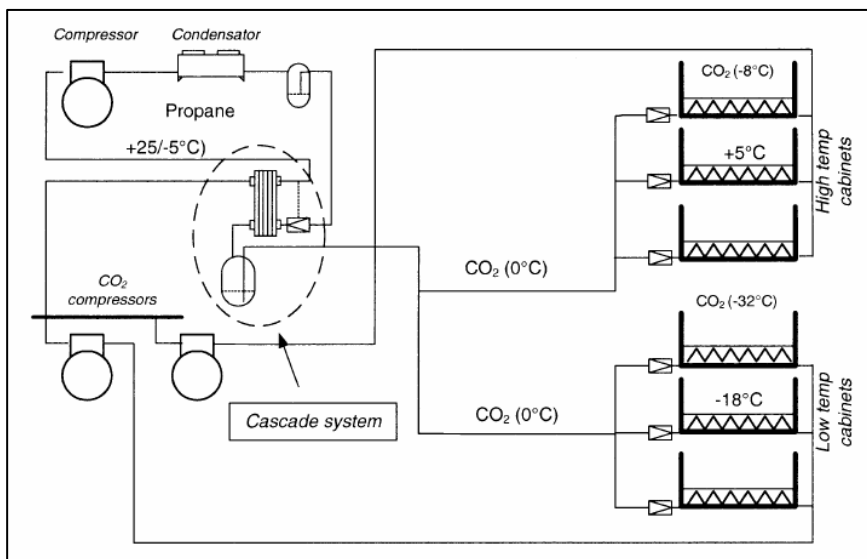 Compressor
Condensator
Propane
+25/-5°C)
CO2
compressors
Cascade system
CO2 (0°C)
CO2 (0°C)
CO2 (-8°C)
+5°C
High temp
cabinets
CO2 (-32°C)
-18°C
Low temp
cabinets